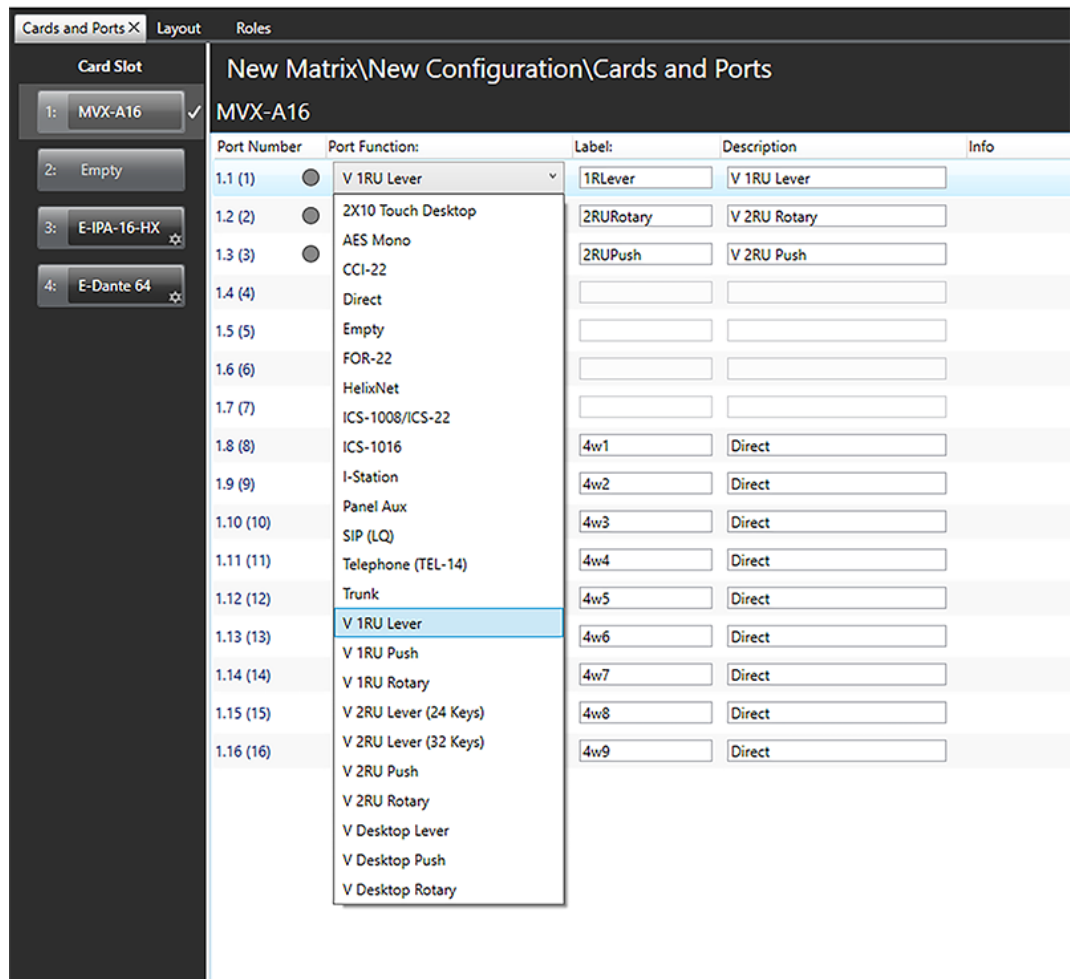 Cards and Ports X Layout Roles
Card Slot
1: MVX-A16
2: Empty
3: E-IPA-16-HX
4: E-Dante 64
New Matrix\New Configuration\Cards and Ports
MVX-A16
Port Number Port Function: Label: Description Info
1.1 (1) V 1RU Lever 1RLever V 1RU Lever
1.2 (2) 2RURotary V 2RU Rotary
1.3 (3) 2RUPush V 2RU Push
1.4 (4)
1.5 (5)
1.6 (6)
1.7 (7)
1.8 (8) 4w1 Direct
1.9 (9) 4w2 Direct
1.10 (10) 4w3 Direct
1.11 (11) 4w4 Direct
1.12 (12) 4w5 Direct
1.13 (13) 4w6 Direct
1.14 (14) 4w7 Direct
1.15 (15) 4w8 Direct
1.16 (16) 4w9 Direct
2X10 Touch Desktop
AES Mono
CCI-22
Direct
Empty
FOR-22
HelixNet
ICS-1008/ICS-22
ICS-1016
I-Station
Panel Aux
SIP (LQ)
Telephone (TEL-14)
Trunk
V 1RU Lever
V 1RU Push
V 1RU Rotary
V 2RU Lever (24 Keys)
V 2RU Lever (32 Keys)
V 2RU Push
V 2RU Rotary
V Desktop Lever
V Desktop Push
V Desktop Rotary